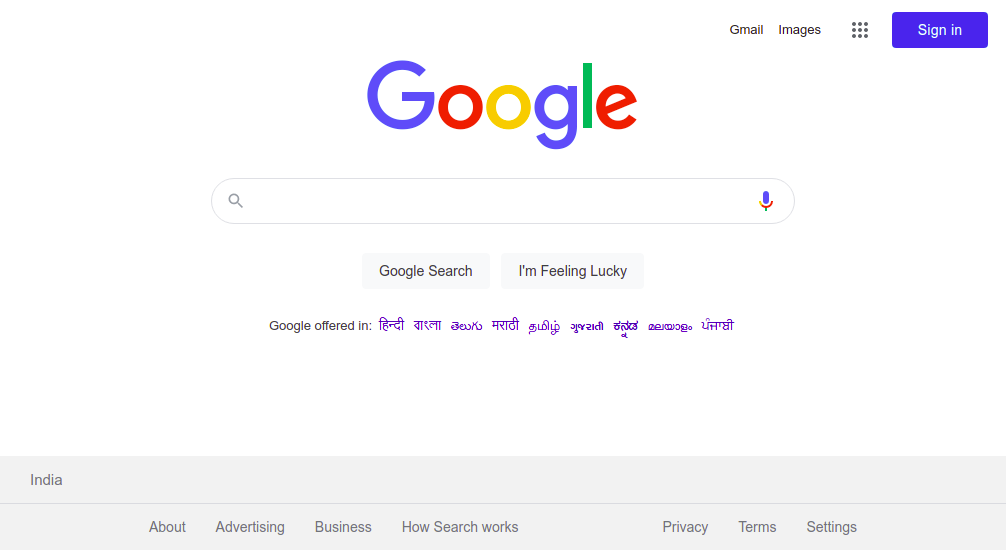 Gmail Images Sign in
Google
Google Search I'm Feeling Lucky
Google offered in: हिन्दी বাংলা తెలుగు मराठी தமிழ் ગુજરાતી ಕನ್ನಡ മലയാളം ਪੰਜਾਬੀ
India
About Advertising Business How Search works Privacy Terms Settings